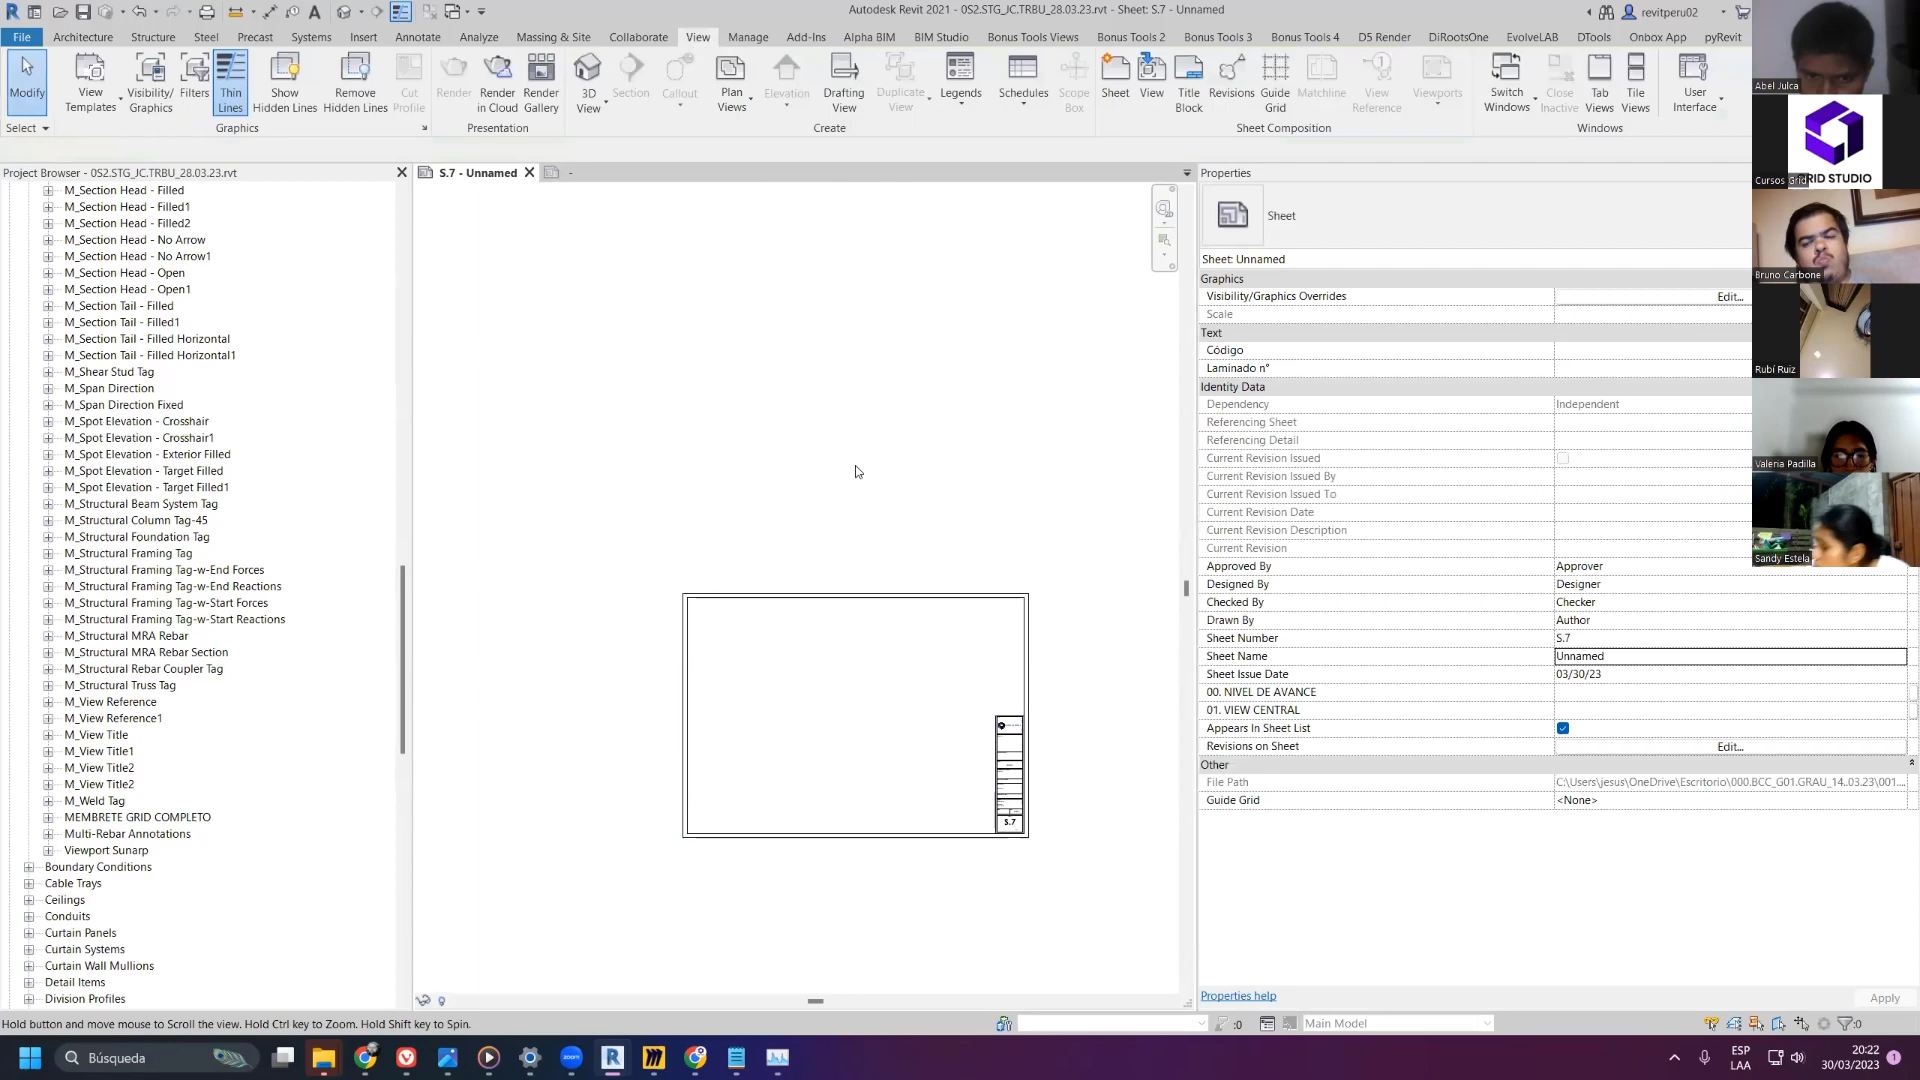 Autodesk Revit 2021 - 0S2.STG_JC.TRBU_28.03.23.rvt - Sheet: S.7 - Unnamed
revitperu02
File Architecture Structure Steel Precast Systems Insert Annotate Analyze Massing & Site Collaborate View Manage Add-Ins Alpha BIM BIM Studio Bonus Tools Views Bonus Tools 2 Bonus Tools 3 Bonus Tools 4 D5 Render DiRootsOne EvolveLAB DTools Onbox App pyRevit
Modify View Templates Visibility/ Graphics Filters Thin Lines Show Hidden Lines Remove Hidden Lines Cut Profile Render Render in Cloud Render Gallery 3D View Section Callout Plan Views Elevation Drafting View Duplicate View Legends Schedules Scope Box Sheet View Title Block Revisions Guide Grid Matchline View Reference Viewports Switch Windows Close Inactive Tab Views Tile Views User Interface
Select Graphics Presentation Create Sheet Composition Windows
Project Browser - 0S2.STG_JC.TRBU_28.03.23.rvt
M_Section Head - Filled
M_Section Head - Filled1
M_Section Head - Filled2
M_Section Head - No Arrow
M_Section Head - No Arrow1
M_Section Head - Open
M_Section Head - Open1
M_Section Tail - Filled
M_Section Tail - Filled1
M_Section Tail - Filled Horizontal
M_Section Tail - Filled Horizontal1
M_Shear Stud Tag
M_Span Direction
M_Span Direction Fixed
M_Spot Elevation - Crosshair
M_Spot Elevation - Crosshair1
M_Spot Elevation - Exterior Filled
M_Spot Elevation - Target Filled
M_Spot Elevation - Target Filled1
M_Structural Beam System Tag
M_Structural Column Tag-45
M_Structural Foundation Tag
M_Structural Framing Tag
M_Structural Framing Tag-w-End Forces
M_Structural Framing Tag-w-End Reactions
M_Structural Framing Tag-w-Start Forces
M_Structural Framing Tag-w-Start Reactions
M_Structural MRA Rebar
M_Structural MRA Rebar Section
M_Structural Rebar Coupler Tag
M_Structural Truss Tag
M_View Reference
M_View Reference1
M_View Title
M_View Title1
M_View Title2
M_View Title2
M_Weld Tag
MEMBRETE GRID COMPLETO
Multi-Rebar Annotations
Viewport Sunarp
Boundary Conditions
Cable Trays
Ceilings
Conduits
Curtain Panels
Curtain Systems
Curtain Wall Mullions
Detail Items
Division Profiles
S.7 - Unnamed
-
S.7
Properties
Sheet
Sheet: Unnamed
Graphics
Visibility/Graphics Overrides Edit...
Scale
Text
Código
Laminado n°
Identity Data
Dependency Independent
Referencing Sheet
Referencing Detail
Current Revision Issued
Current Revision Issued By
Current Revision Issued To
Current Revision Date
Current Revision Description
Current Revision
Approved By Approver
Designed By Designer
Checked By Checker
Drawn By Author
Sheet Number S.7
Sheet Name Unnamed
Sheet Issue Date 03/30/23
00. NIVEL DE AVANCE
01. VIEW CENTRAL
Appears In Sheet List
Revisions on Sheet Edit...
Other
File Path C:\Users\jesus\OneDrive\Escritorio\000.BCC_G01.GRAU_14..03.23\001....
Guide Grid <None>
Properties help
Apply
Abel Julca
GRID STUDIO
Cursos Grid
Bruno Carbone
Rubí Ruiz
Valeria Padilla
Sandy Estela
Hold button and move mouse to Scroll the view. Hold Ctrl key to Zoom. Hold Shift key to Spin.
:0 Main Model :0
Búsqueda
zoom
ESP
LAA
20:22
30/03/2023
1